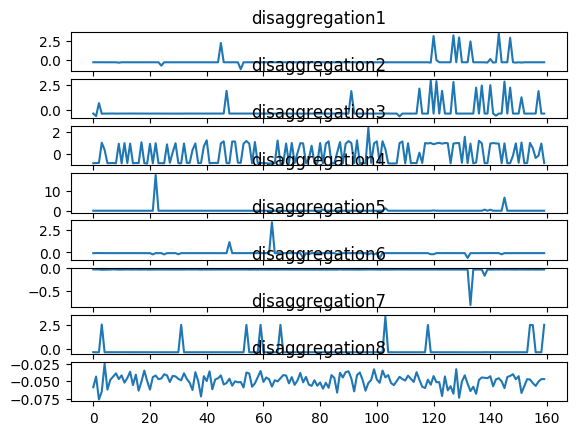 disaggregation1
2.5
0.0
disaggregation2
2.5
0.0
disaggregation3
2
0
disaggregation4
10
0
disaggregation5
2.5
0.0
disaggregation6
0.0
−0.5
disaggregation7
2.5
0.0
disaggregation8
−0.025
−0.050
−0.075
0 20 40 60 80 100 120 140 160